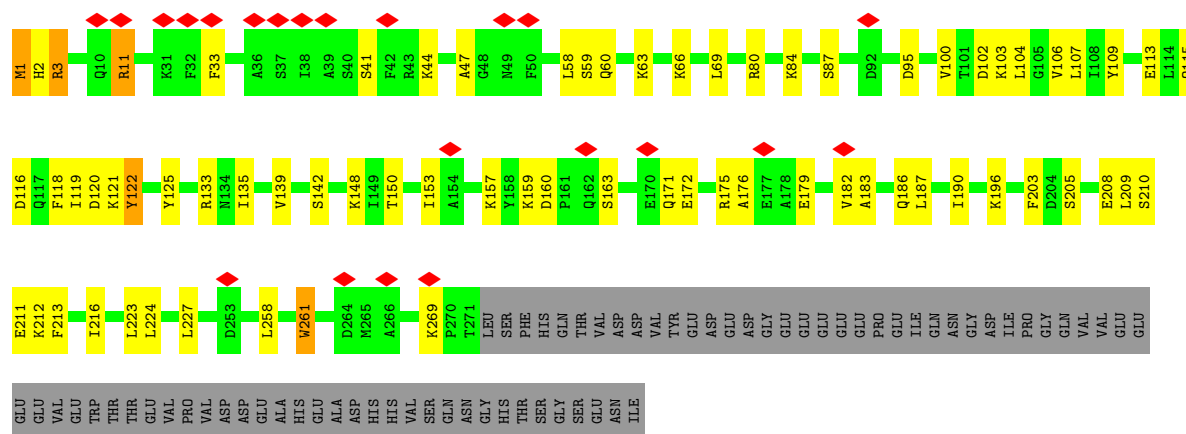 M1 H2 R3 Q10 R11 K31 F32 F33 A36 S37 I38 A39 S40 S41 F42 R43 K44 A47 G48 N49 F50 L58 S59 Q60 K63 K66 L69 R80 K84 S87 D92 D95 V100 T101 D102 K103 L104 G105 V106 L107 I108 Y109 E113 L114
D116 Q117 F118 I119 D120 K121 Y122 Y125 R133 N134 I135 V139 S142 K148 I149 T150 I153 A154 K157 Y158 K159 D160 P161 Q162 S163 E170 Q171 E172 R175 A176 E177 A178 E179 V182 A183 Q186 L187 I190 K196 F203 D204 S205 E208 L209 S210
E211 K212 F213 I216 L223 L224 L227 D253 L258 W261 D264 M265 A266 K269 P270 T271 LEU SER PHE HIS GLN THR VAL ASP ASP VAL TYR GLU ASP GLU ASP GLY GLU GLU GLU GLU GLU PRO GLU ILE GLN ASN GLY ASP ILE PRO GLY GLN VAL VAL GLU GLU
GLU GLU VAL GLU TRP THR THR GLU VAL PRO VAL ASP ASP GLU ALA HIS GLU ALA ASP HIS HIS VAL SER GLN ASN GLY HIS THR SER GLY SER GLU ASN ILE